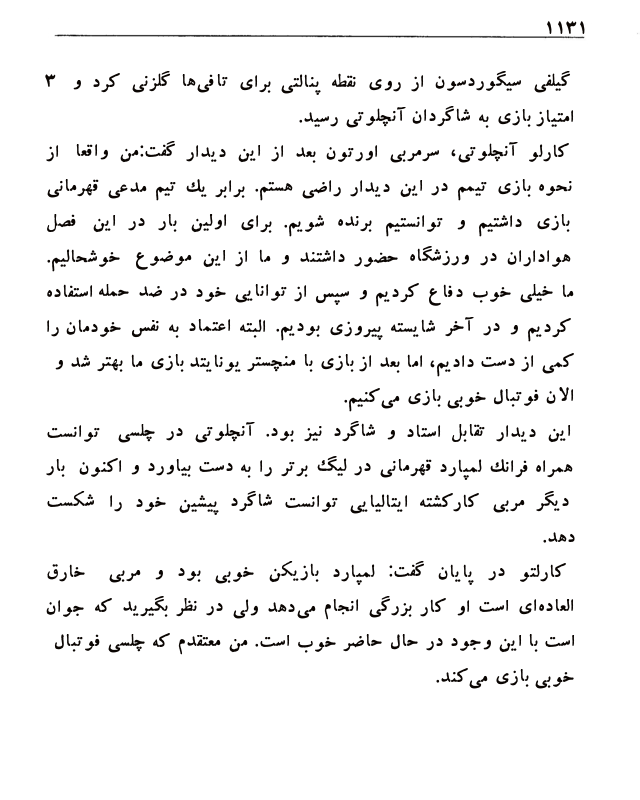 ۱۱۳۱
گیلفی سیگوردسون از روی نقطه پنالتی برای تافی‌ها گلزنی کرد و ۳
امتیاز بازی به شاگردان آنچلوتی رسید.
کارلو آنچلوتی، سرمربی اورتون بعد از این دیدار گفت:من واقعا از
نحوه بازی تیمم در این دیدار راضی هستم. برابر یك تیم مدعی قهرمانی
بازی داشتیم و توانستیم برنده شویم. برای اولین بار در این فصل
هواداران در ورزشگاه حضور داشتند و ما از این موضوع خوشحالیم.
ما خیلی خوب دفاع کردیم و سپس از توانایی خود در ضد حمله استفاده
کردیم و در آخر شایسته پیروزی بودیم. البته اعتماد به نفس خودمان را
کمی از دست دادیم، اما بعد از بازی با منچستر یونایتد بازی ما بهتر شد و
الان فوتبال خوبی بازی می‌کنیم.
این دیدار تقابل استاد و شاگرد نیز بود. آنچلوتی در چلسی توانست
همراه فرانك لمپارد قهرمانی در لیگ برتر را به دست بیاورد و اکنون بار
دیگر مربی کارکشته ایتالیایی توانست شاگرد پیشین خود را شکست
دهد.
کارلتو در پایان گفت: لمپارد بازیکن خوبی بود و مربی خارق
العاده‌ای است او کار بزرگی انجام می‌دهد ولی در نظر بگیرید که جوان
است با این وجود در حال حاضر خوب است. من معتقدم که چلسی فوتبال
خوبی بازی می‌کند.